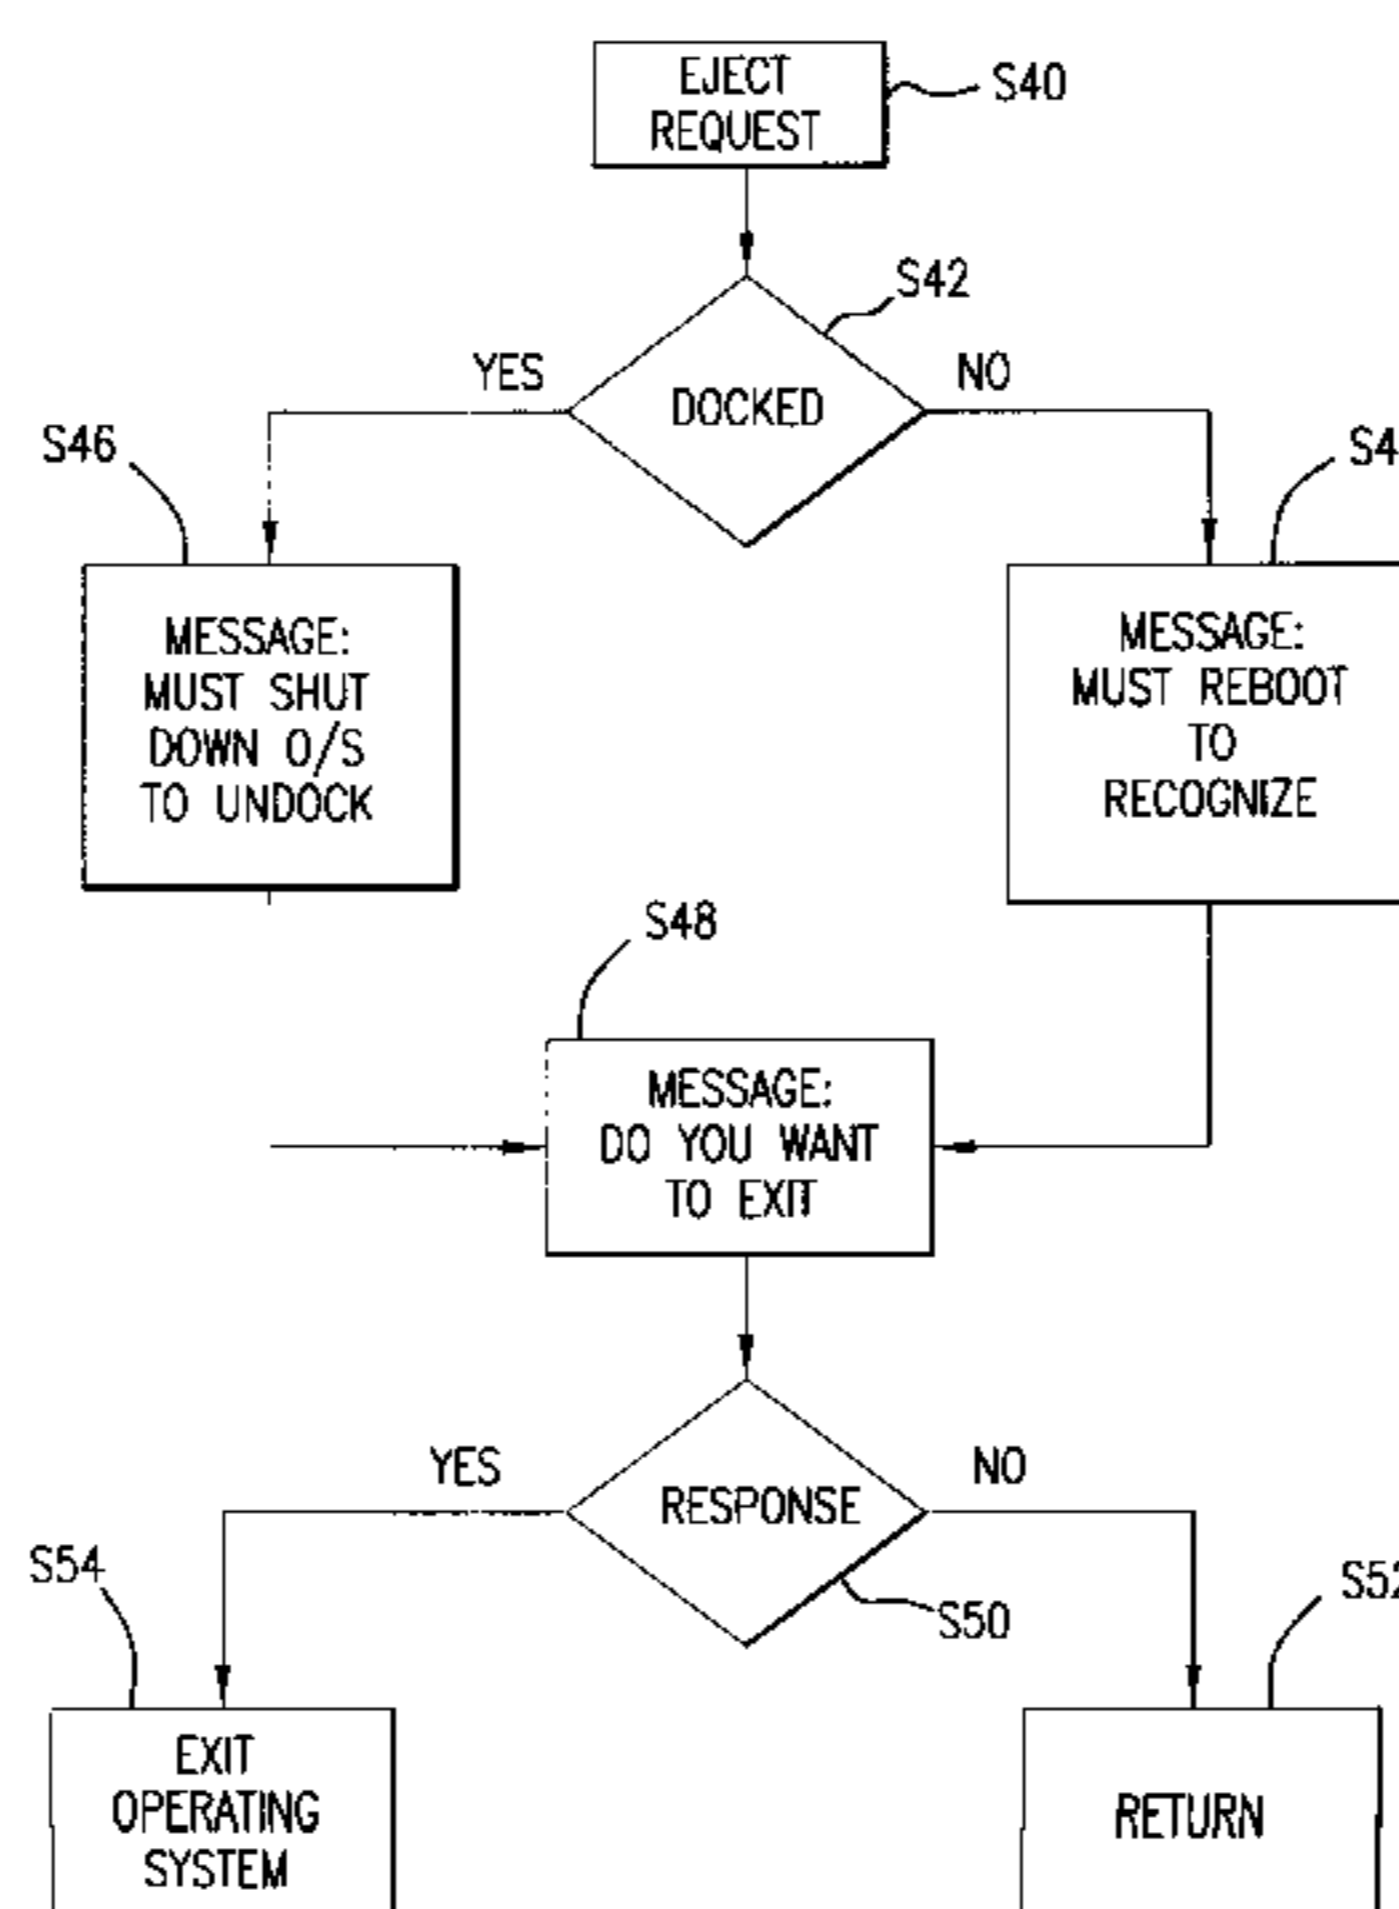 EJECT
REQUEST
S40
S42
YES
DOCKED
NO
S46
MESSAGE:
MUST SHUT
DOWN O/S
TO UNDOCK
MESSAGE:
MUST REBOOT
TO
RECOGNIZE
S48
MESSAGE:
DO YOU WANT
TO EXIT
YES
RESPONSE
NO
S50
S54
EXIT
OPERATING
SYSTEM
S52
RETURN